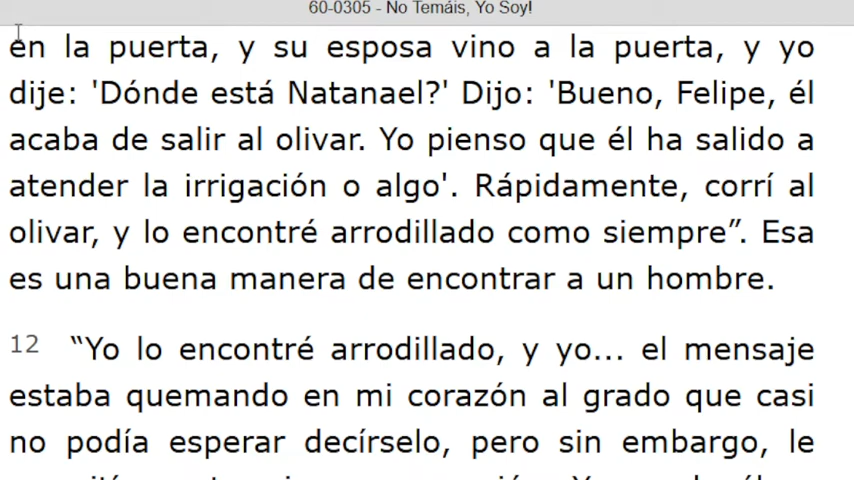 60-0305 - No Temáis, Yo Soy!
en la puerta, y su esposa vino a la puerta, y yo
dije: 'Dónde está Natanael?' Dijo: 'Bueno, Felipe, él
acaba de salir al olivar. Yo pienso que él ha salido a
atender la irrigación o algo'. Rápidamente, corrí al
olivar, y lo encontré arrodillado como siempre”. Esa
es una buena manera de encontrar a un hombre.
12 “Yo lo encontré arrodillado, y yo... el mensaje
estaba quemando en mi corazón al grado que casi
no podía esperar decírselo, pero sin embargo, le